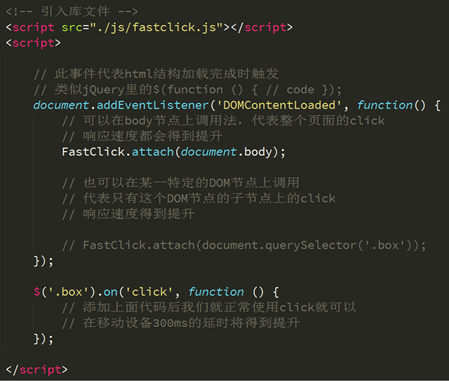 <!-- 引入库文件 -->
<script src="./js/fastclick.js"></script>
<script>
// 此事件代表html结构加载完成时触发
// 类似jQuery里的$(function () { // code });
document.addEventListener('DOMContentLoaded', function() {
// 可以在body节点上调用法，代表整个页面的click
// 响应速度都会得到提升
FastClick.attach(document.body);
// 也可以在某一特定的DOM节点上调用
// 代表只有这个DOM节点的子节点上的click
// 响应速度得到提升
// FastClick.attach(document.querySelector('.box'));
});
$('.box').on('click', function () {
// 添加上面代码后我们就正常使用click就可以
// 在移动设备300ms的延时将得到提升
});
</script>